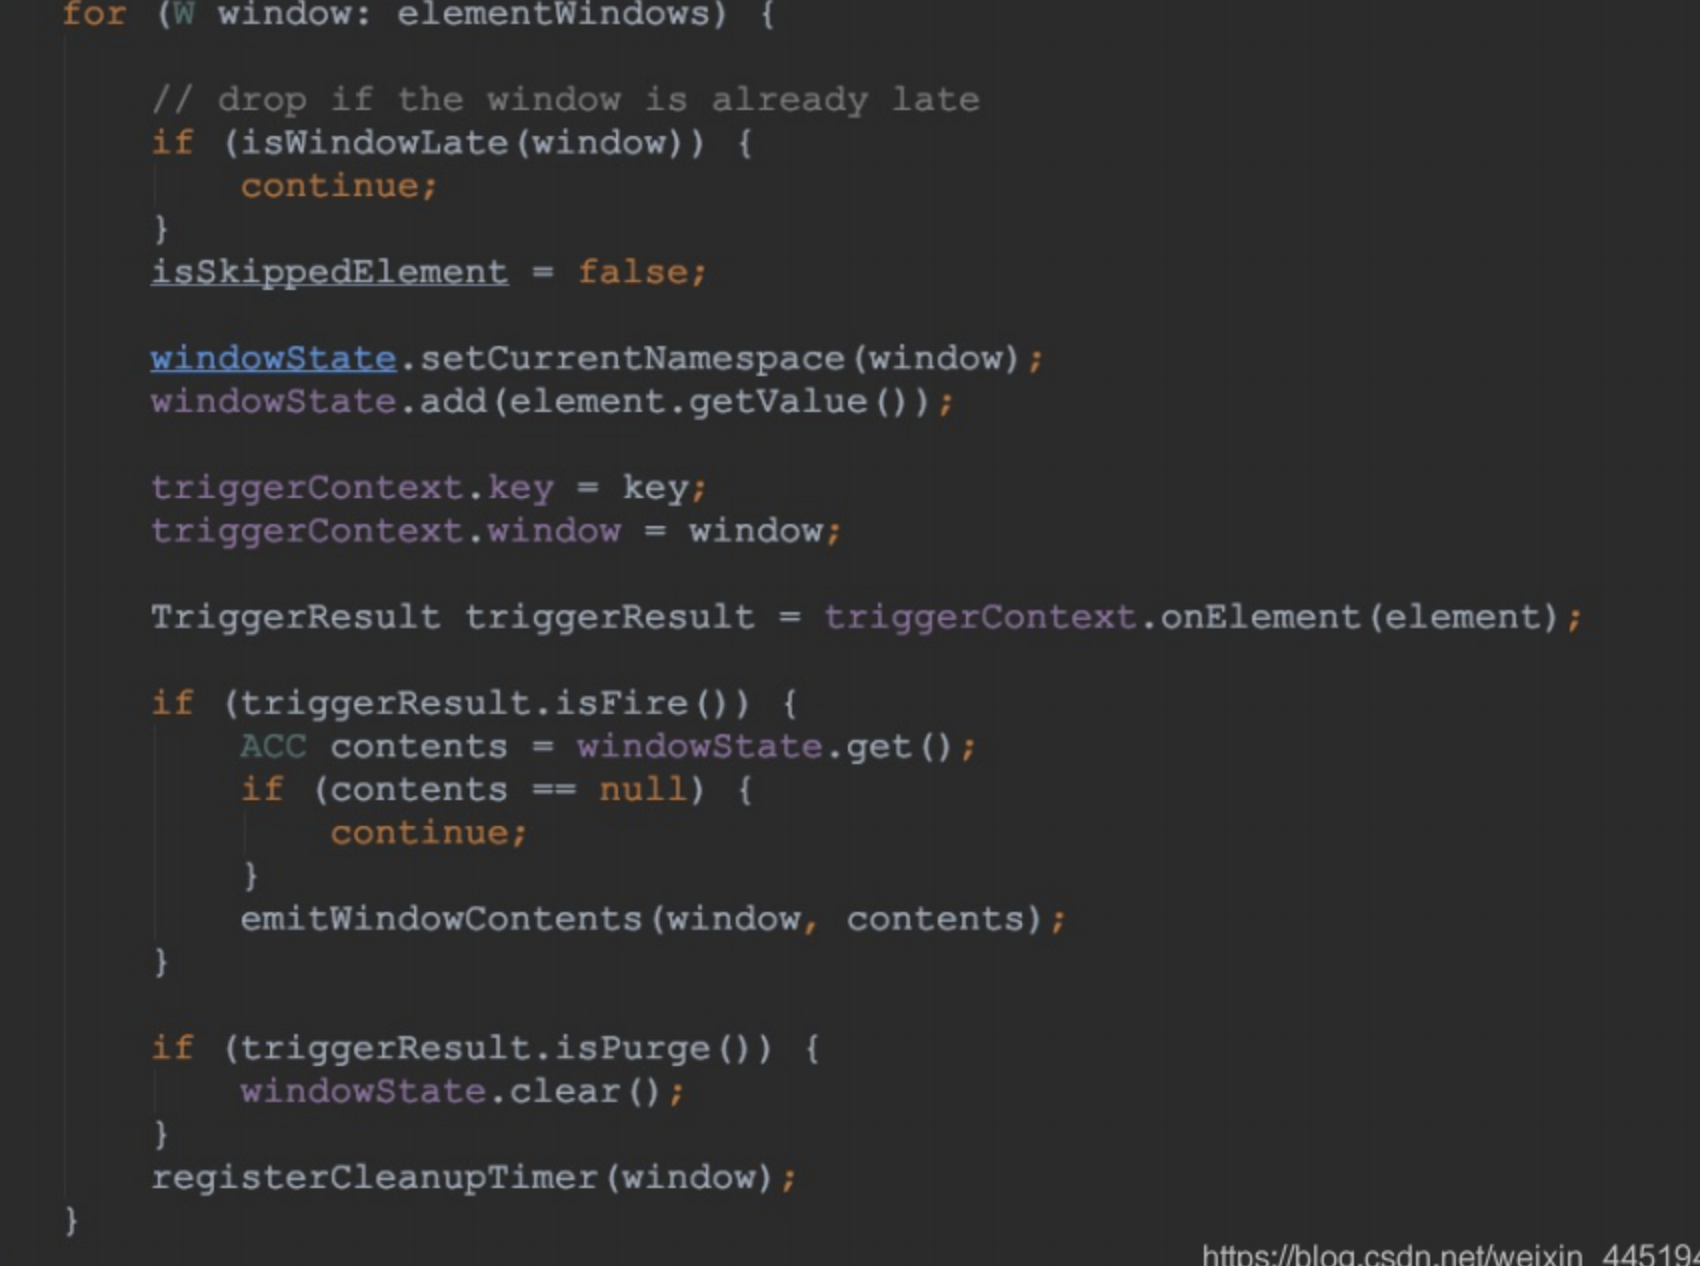 for (W window: elementWindows) {
// drop if the window is already late
if (isWindowLate(window)) {
continue;
}
isSkippedElement = false;
windowState.setCurrentNamespace(window);
windowState.add(element.getValue());
triggerContext.key = key;
triggerContext.window = window;
TriggerResult triggerResult = triggerContext.onElement(element);
if (triggerResult.isFire()) {
ACC contents = windowState.get();
if (contents == null) {
continue;
}
emitWindowContents(window, contents);
}
if (triggerResult.isPurge()) {
windowState.clear();
}
registerCleanupTimer(window);
}
https://blog.csdn.net/weixin_445194